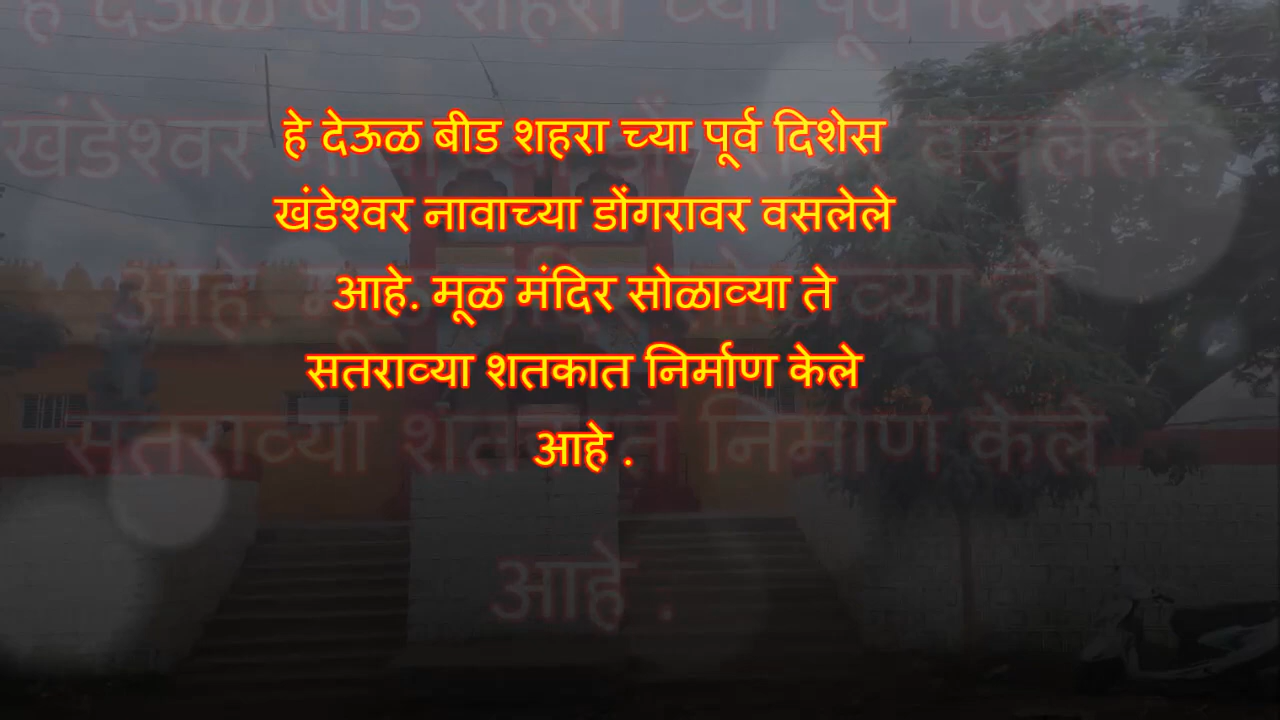 हे देऊळ बीड शहरा च्या पूर्व दिशेस
खंडेश्वर नावाच्या डोंगरावर वसलेले
आहे. मूळ मंदिर सोळाव्या ते
सतराव्या शतकात निर्माण केले
आहे .